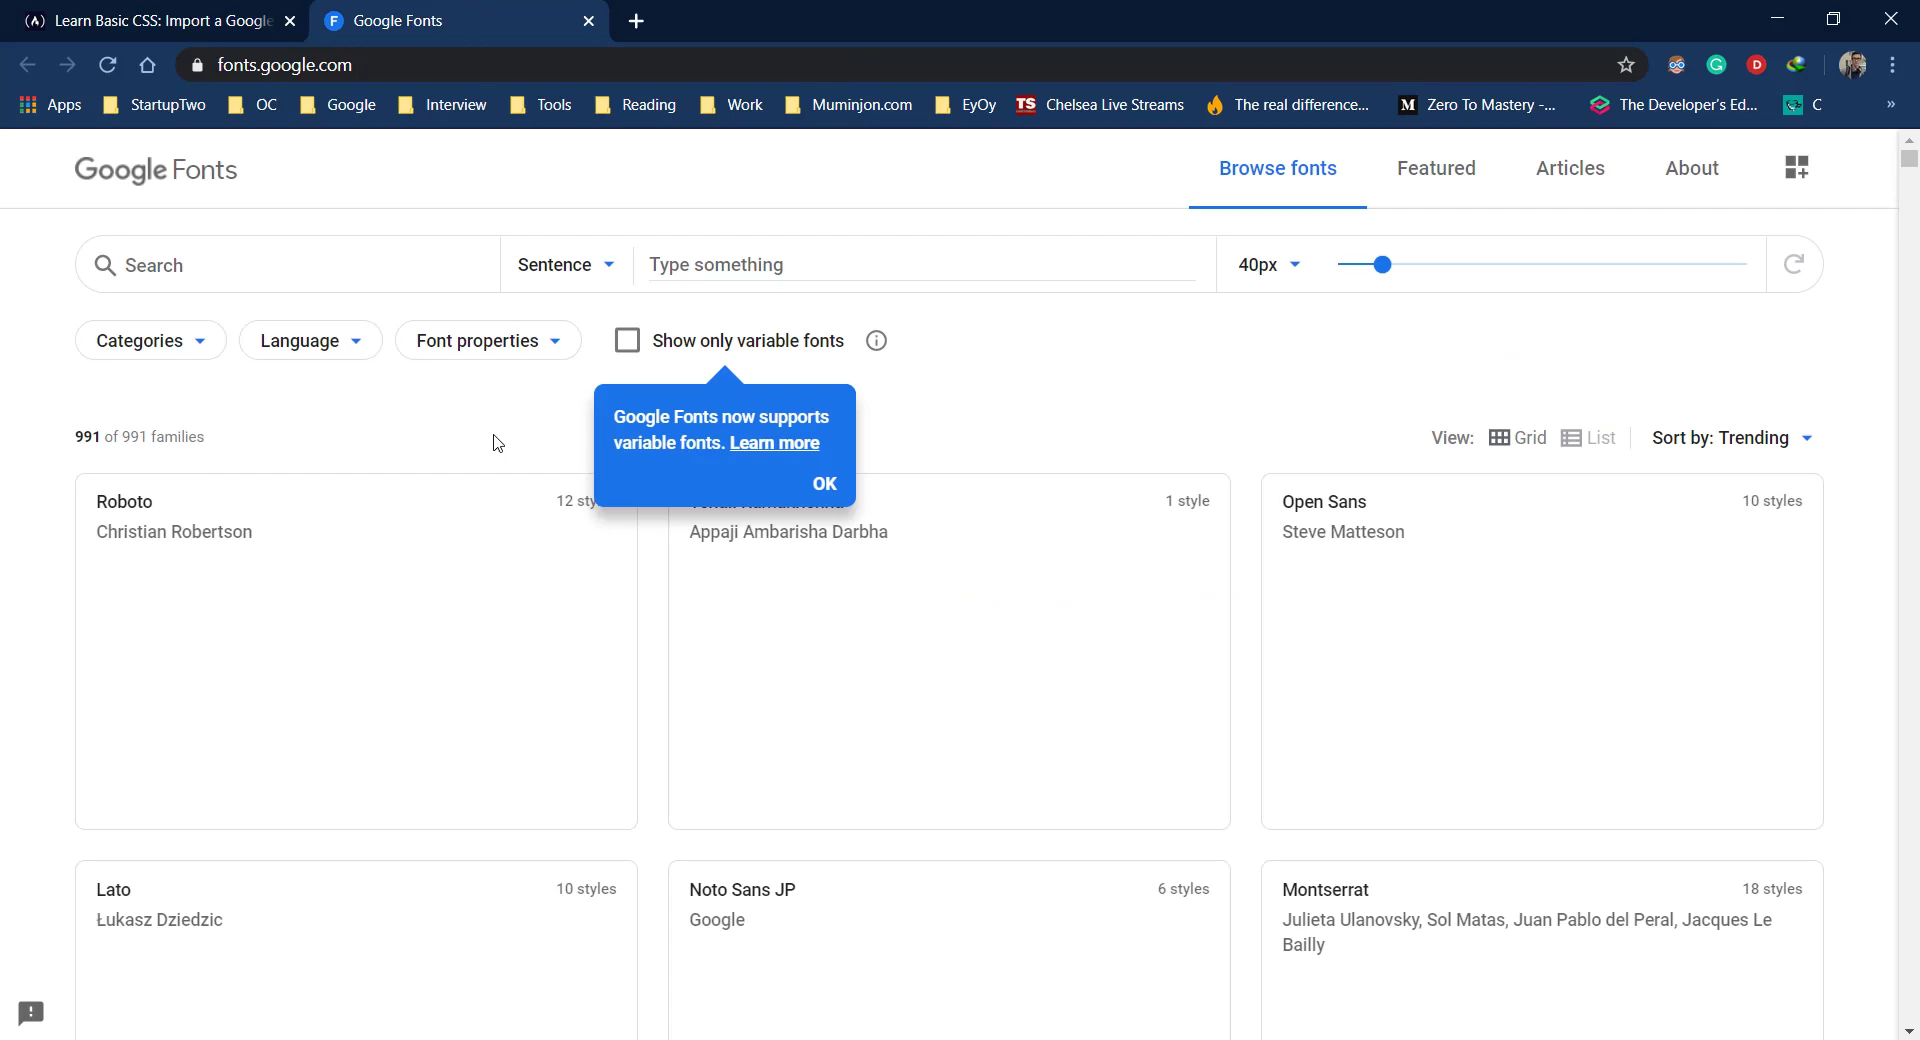 Learn Basic CSS: Import a Google
Google Fonts
fonts.google.com
Apps
StartupTwo
OC
Google
Interview
Tools
Reading
Work
Muminjon.com
EyOy
TS Chelsea Live Streams
The real difference...
M Zero To Mastery -...
The Developer's Ed...
C
»
Google Fonts
Browse fonts
Featured
Articles
About
Search
Sentence
Type something
40px
Categories
Language
Font properties
Show only variable fonts
Google Fonts now supports
variable fonts. Learn more
OK
991 of 991 families
View:
Grid
List
Sort by: Trending
Roboto
12 sty
Christian Robertson
1 style
Appaji Ambarisha Darbha
Open Sans
10 styles
Steve Matteson
Lato
10 styles
Łukasz Dziedzic
Noto Sans JP
6 styles
Google
Montserrat
18 styles
Julieta Ulanovsky, Sol Matas, Juan Pablo del Peral, Jacques Le
Bailly